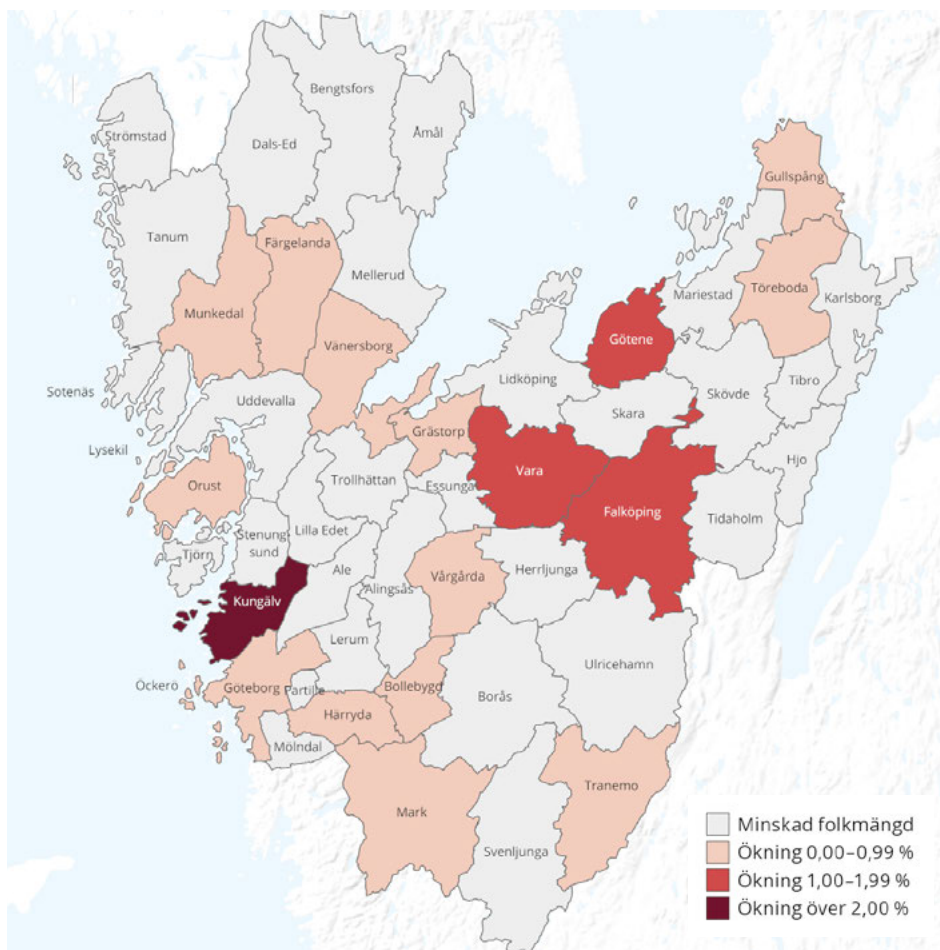 Bengtsfors
Strömstad
Dals-Ed
Åmål
Gullspång
Tanum
Färgelanda
Mellerud
Mariestad
Töreboda
Karlsborg
Munkedal
Götene
Vänersborg
Lidköping
Skövde
Tibro
Sotenäs
Uddevalla
Skara
Grästorp
Lysekil
Hjo
Vara
Trollhättan
Essunga
Orust
Falköping
Tidaholm
Lilla Edet
Stenung-
sund
Tjörn
Ale
Vårgårda
Herrljunga
Alingsås
Kungälv
Lerum
Ulricehamn
Öckerö
Göteborg
Partille
Bollebygd
Borås
Härryda
Mölndal
Tranemo
Mark
Svenljunga
Minskad folkmängd
Ökning 0,00–0,99 %
Ökning 1,00–1,99 %
Ökning över 2,00 %